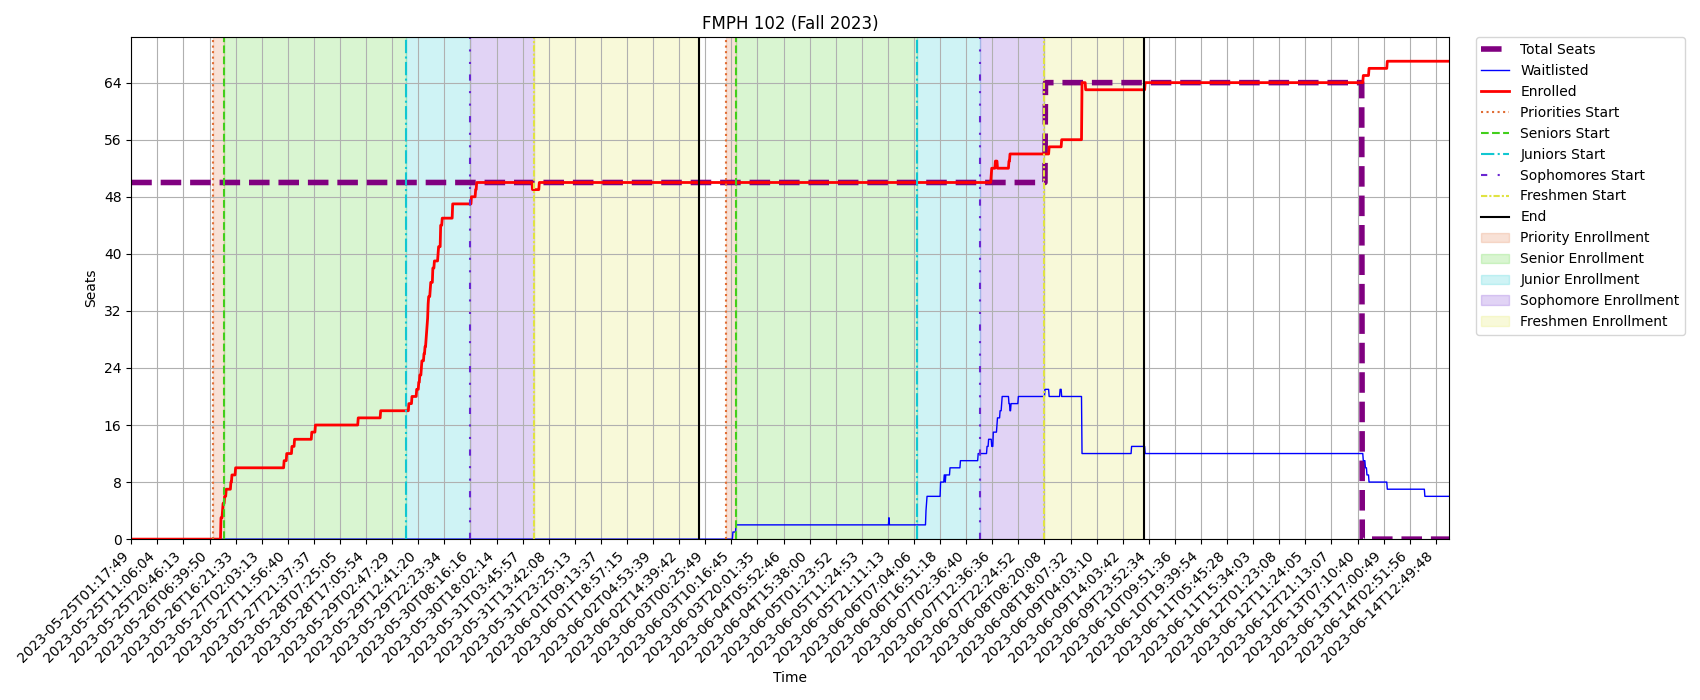 FMPH 102 (Fall 2023)
Seats
64
56
48
40
32
24
16
8
0
2023-05-25T01:17:49
2023-05-25T11:06:04
2023-05-25T20:46:13
2023-05-26T06:39:50
2023-05-26T16:21:33
2023-05-27T02:03:13
2023-05-27T11:56:40
2023-05-27T21:37:37
2023-05-28T07:25:05
2023-05-28T17:05:54
2023-05-29T02:47:29
2023-05-29T12:41:20
2023-05-29T22:23:34
2023-05-30T08:16:16
2023-05-30T18:02:14
2023-05-31T03:45:57
2023-05-31T13:42:08
2023-05-31T23:25:13
2023-06-01T09:13:37
2023-06-01T18:57:15
2023-06-02T04:53:39
2023-06-02T14:39:42
2023-06-03T00:25:49
2023-06-03T10:16:45
2023-06-03T20:01:35
2023-06-04T05:52:46
2023-06-04T15:38:00
2023-06-05T01:23:52
2023-06-05T11:24:53
2023-06-05T21:11:13
2023-06-06T07:04:06
2023-06-06T16:51:18
2023-06-07T02:36:40
2023-06-07T12:36:36
2023-06-07T22:24:52
2023-06-08T08:20:09
2023-06-08T18:07:32
2023-06-09T04:03:10
2023-06-09T14:03:42
2023-06-09T23:52:34
2023-06-10T09:51:36
2023-06-10T19:39:54
2023-06-11T05:45:28
2023-06-11T15:34:03
2023-06-12T01:23:08
2023-06-12T11:24:05
2023-06-12T21:13:07
2023-06-13T07:10:40
2023-06-13T17:00:49
2023-06-14T02:51:56
2023-06-14T12:49:48
Time
Total Seats
Waitlisted
Enrolled
Priorities Start
Seniors Start
Juniors Start
Sophomores Start
Freshmen Start
End
Priority Enrollment
Senior Enrollment
Junior Enrollment
Sophomore Enrollment
Freshmen Enrollment